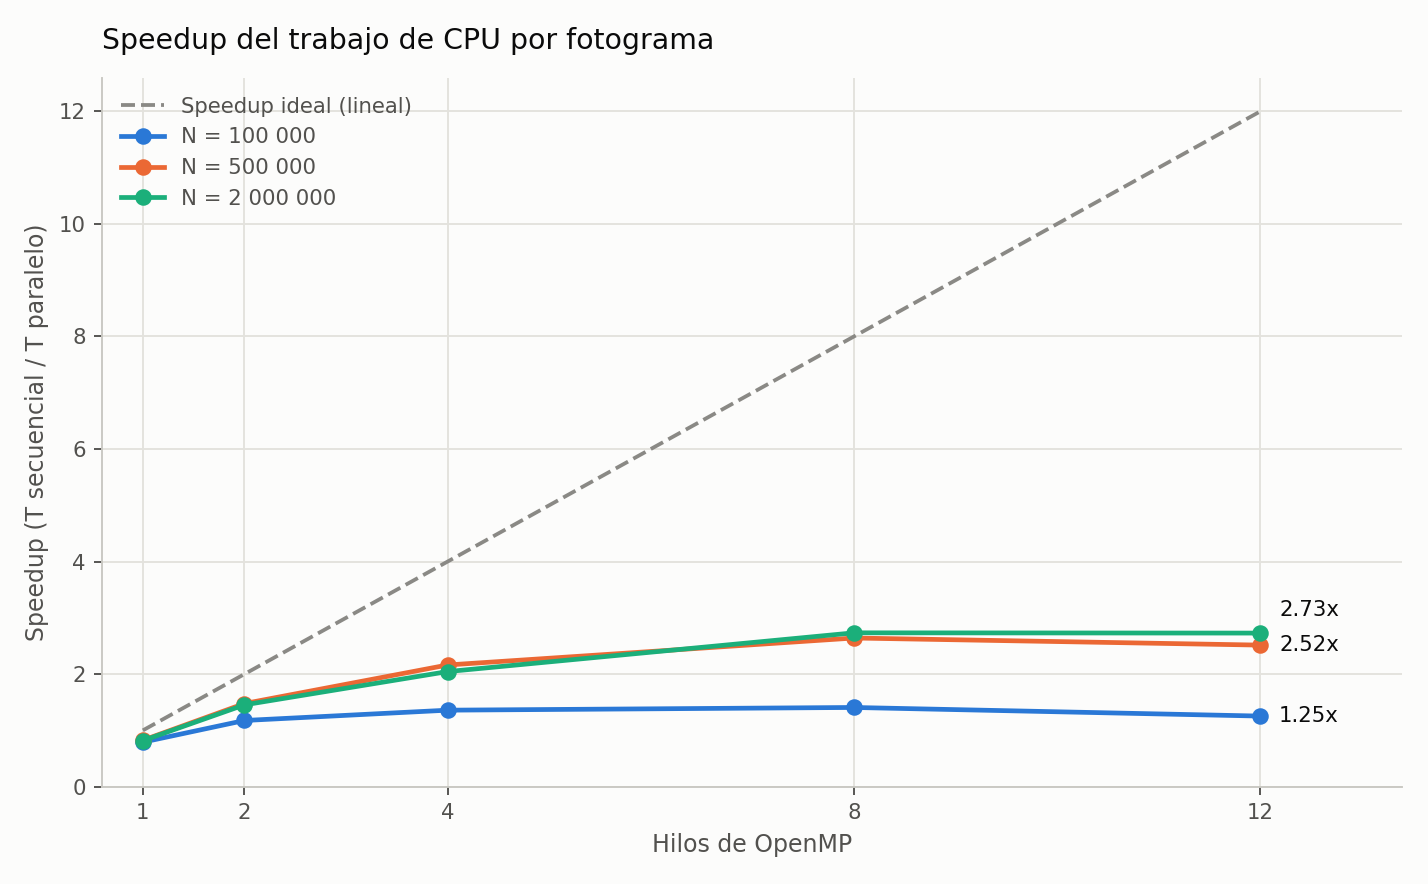 Speedup del trabajo de CPU por fotograma
Speedup ideal (lineal)
N = 100 000
N = 500 000
N = 2 000 000
Speedup (T secuencial / T paralelo)
12
10
8
6
4
2
0
2.73x
2.52x
1.25x
1 2 4 8 12
Hilos de OpenMP